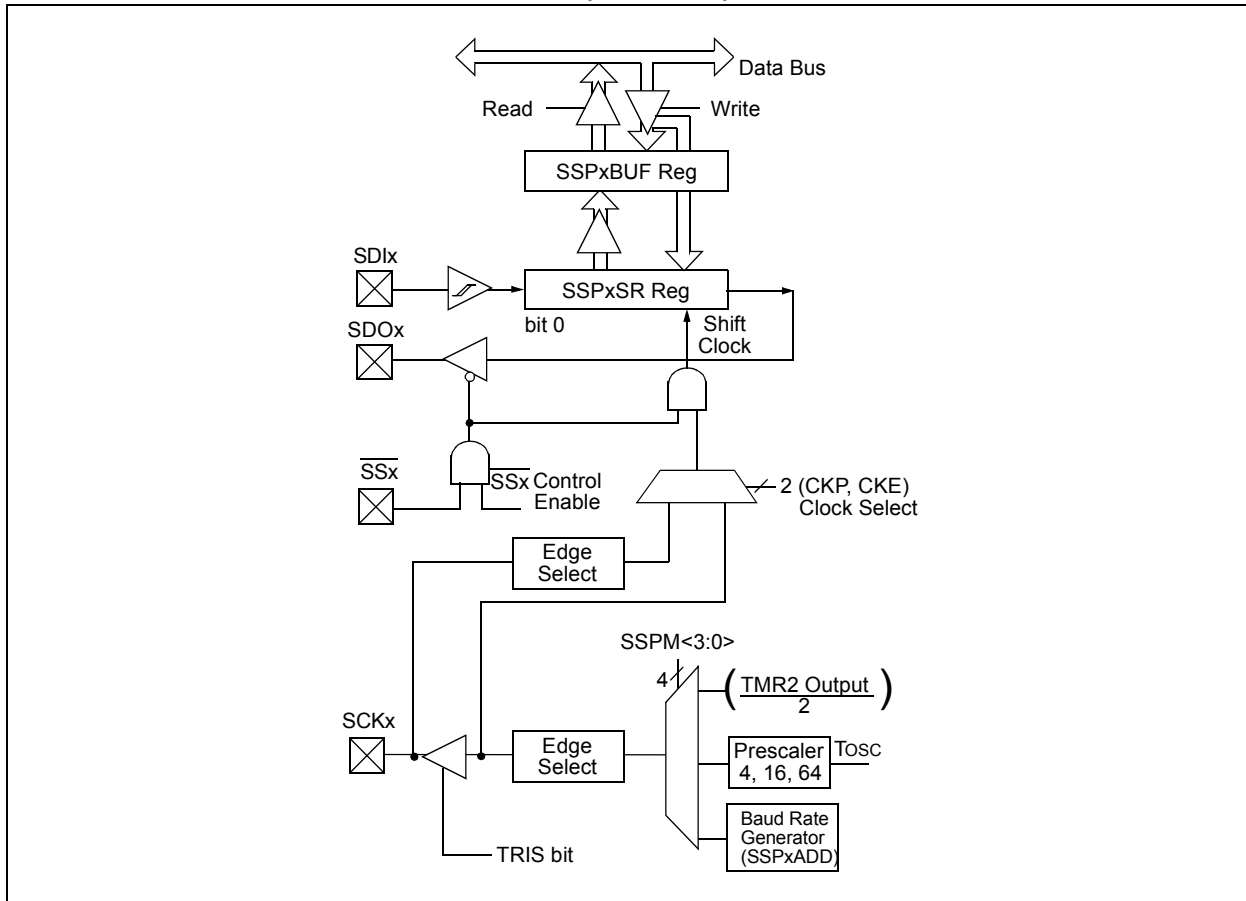 Data Bus
Read
Write
SSPxBUF Reg
SDIx
SSPxSR Reg
bit 0
Shift
Clock
SDOx
SSx
SSx Control
Enable
2 (CKP, CKE)
Clock Select
Edge
Select
SSPM<3:0>
4
(TMR2 Output)
2
SCKx
Edge
Select
Prescaler
4, 16, 64
TOSC
Baud Rate
Generator
(SSPxADD)
TRIS bit